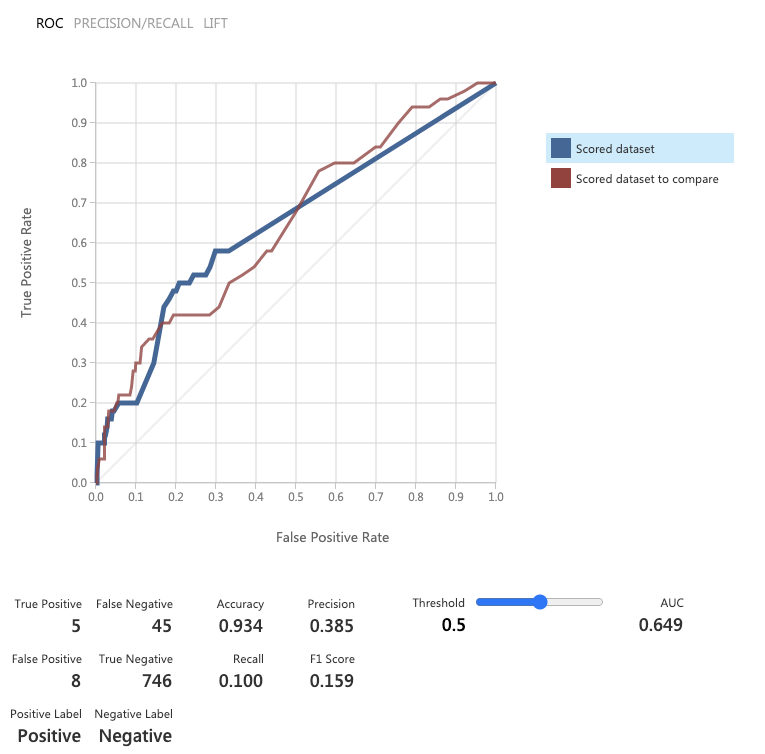 ROC PRECISION/RECALL LIFT
1.0
0.9
0.8
0.7
0.6
0.5
0.4
0.3
0.2
0.1
0.0
True Positive Rate
0.0 0.1 0.2 0.3 0.4 0.5 0.6 0.7 0.8 0.9 1.0
False Positive Rate
Scored dataset
Scored dataset to compare
True Positive False Negative Accuracy Precision Threshold AUC
5 45 0.934 0.385 0.5 0.649
False Positive True Negative Recall F1 Score
8 746 0.100 0.159
Positive Label Negative Label
Positive Negative